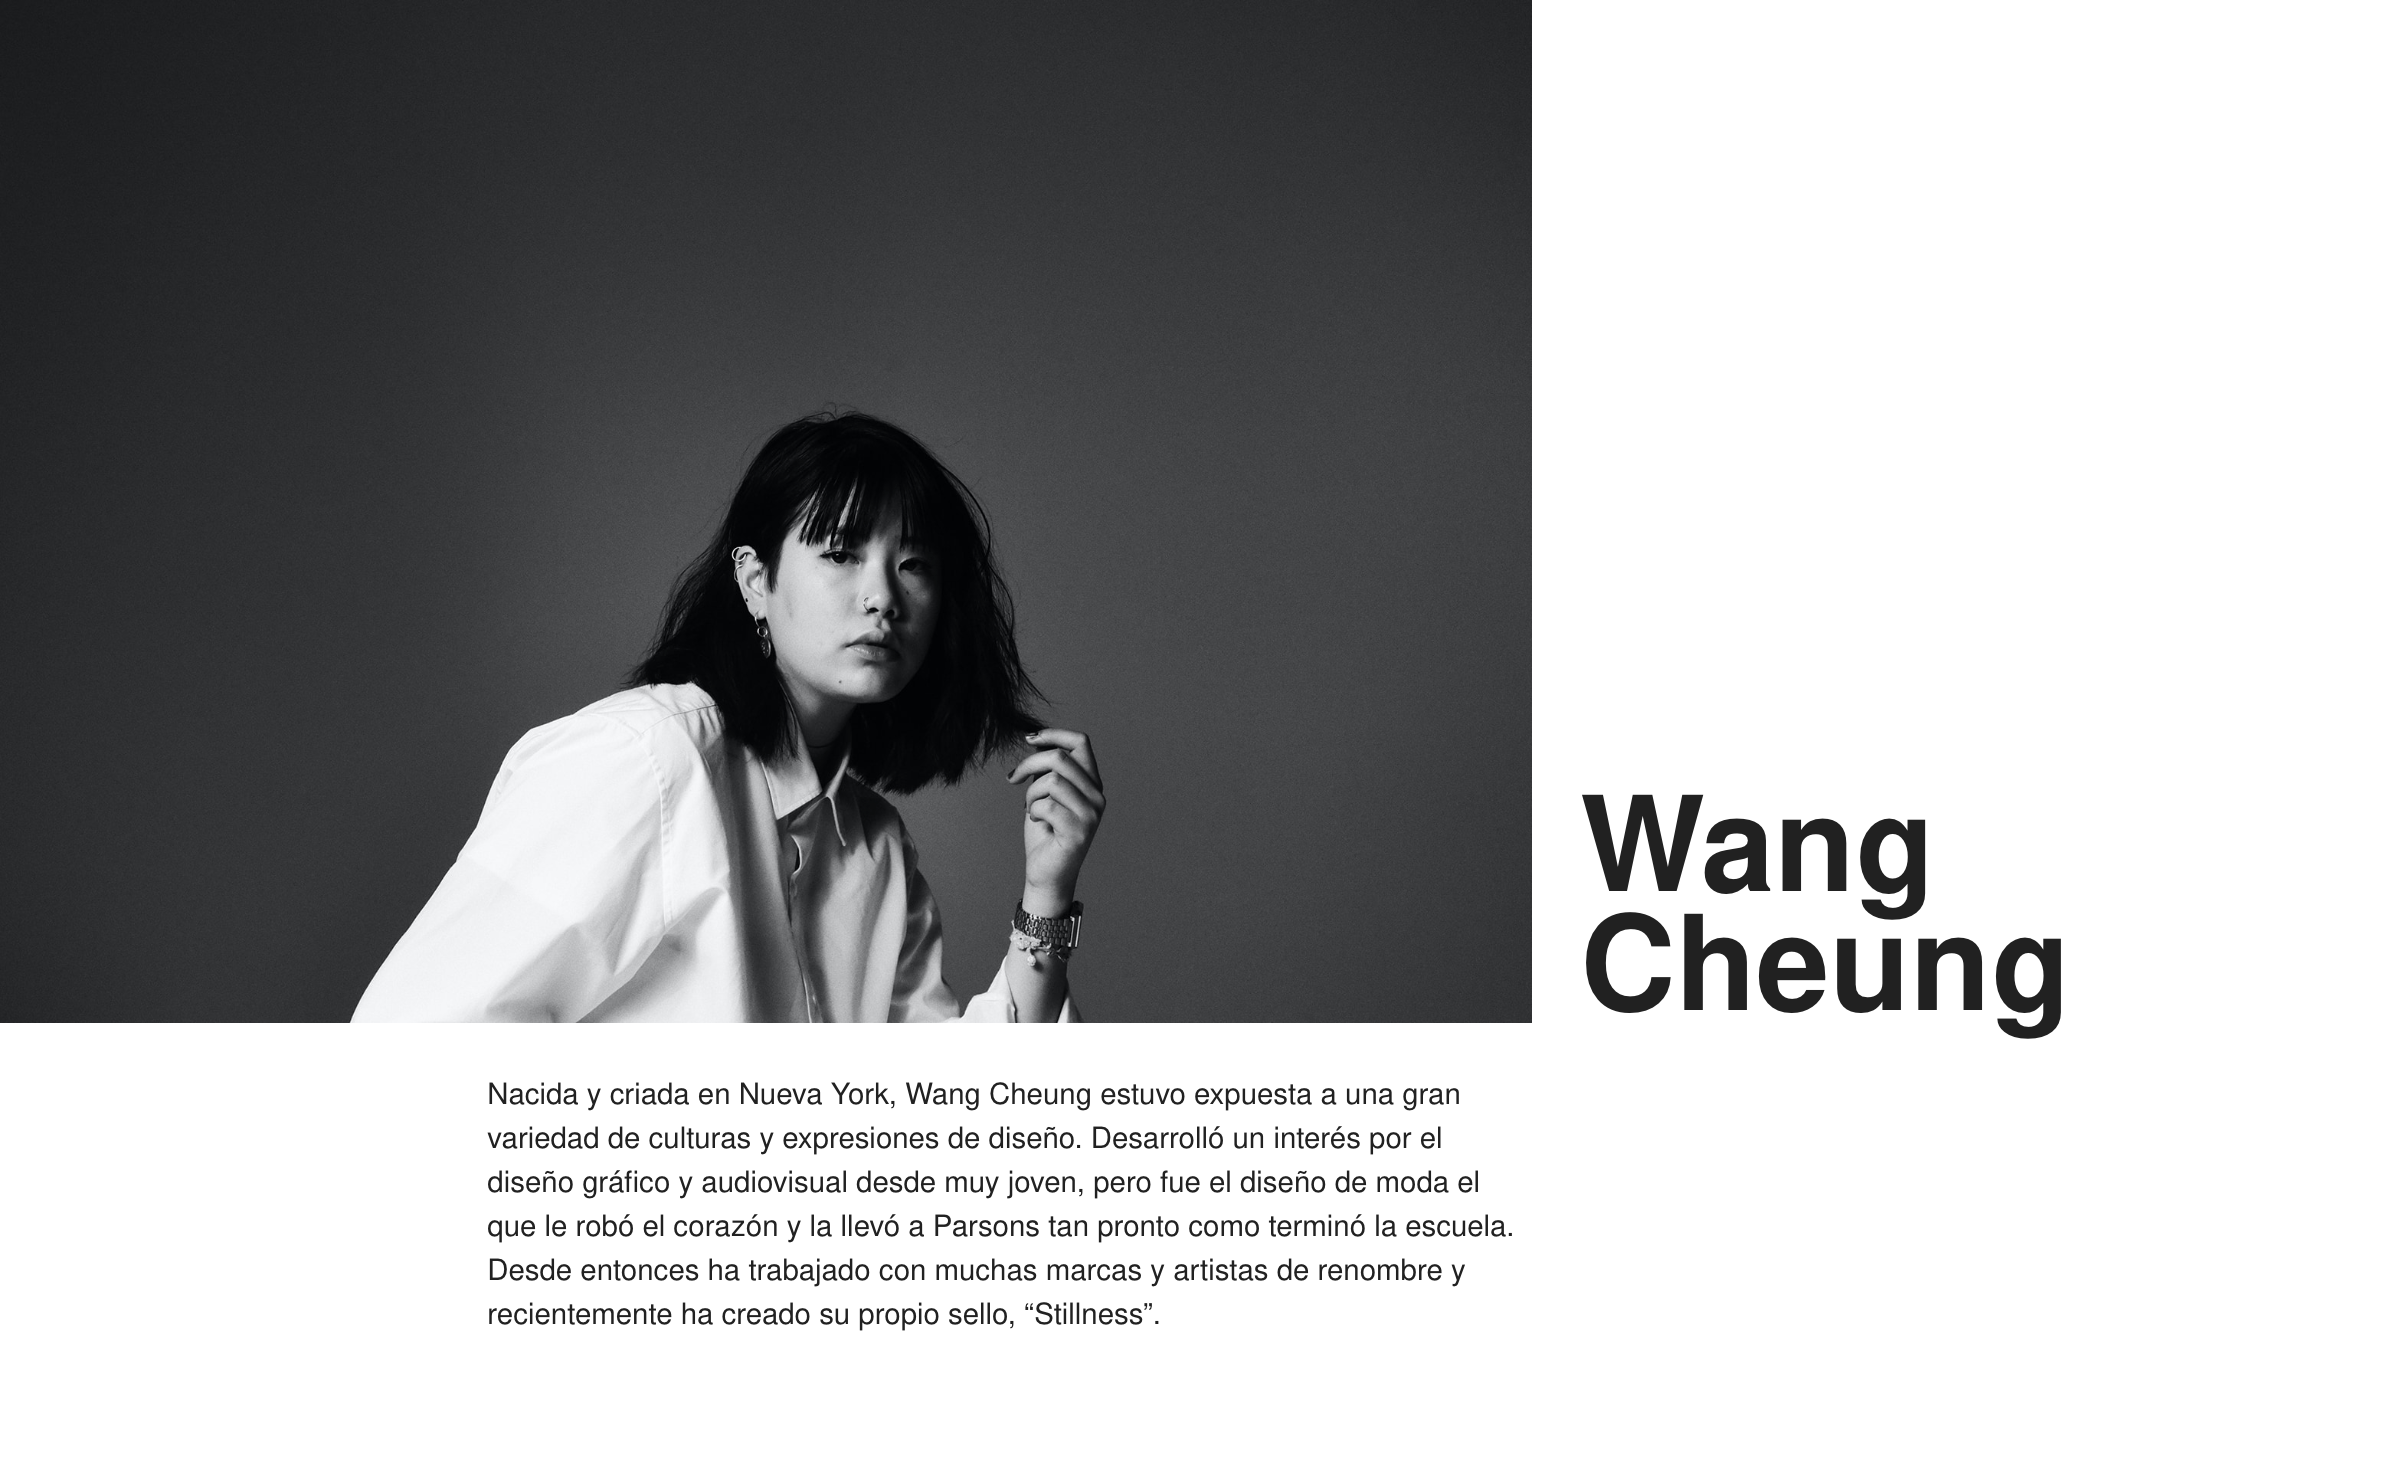 Wang
Cheung
Nacida y criada en Nueva York, Wang Cheung estuvo expuesta a una gran
variedad de culturas y expresiones de diseño. Desarrolló un interés por el
diseño gráfico y audiovisual desde muy joven, pero fue el diseño de moda el
que le robó el corazón y la llevó a Parsons tan pronto como terminó la escuela.
Desde entonces ha trabajado con muchas marcas y artistas de renombre y
recientemente ha creado su propio sello, “Stillness”.